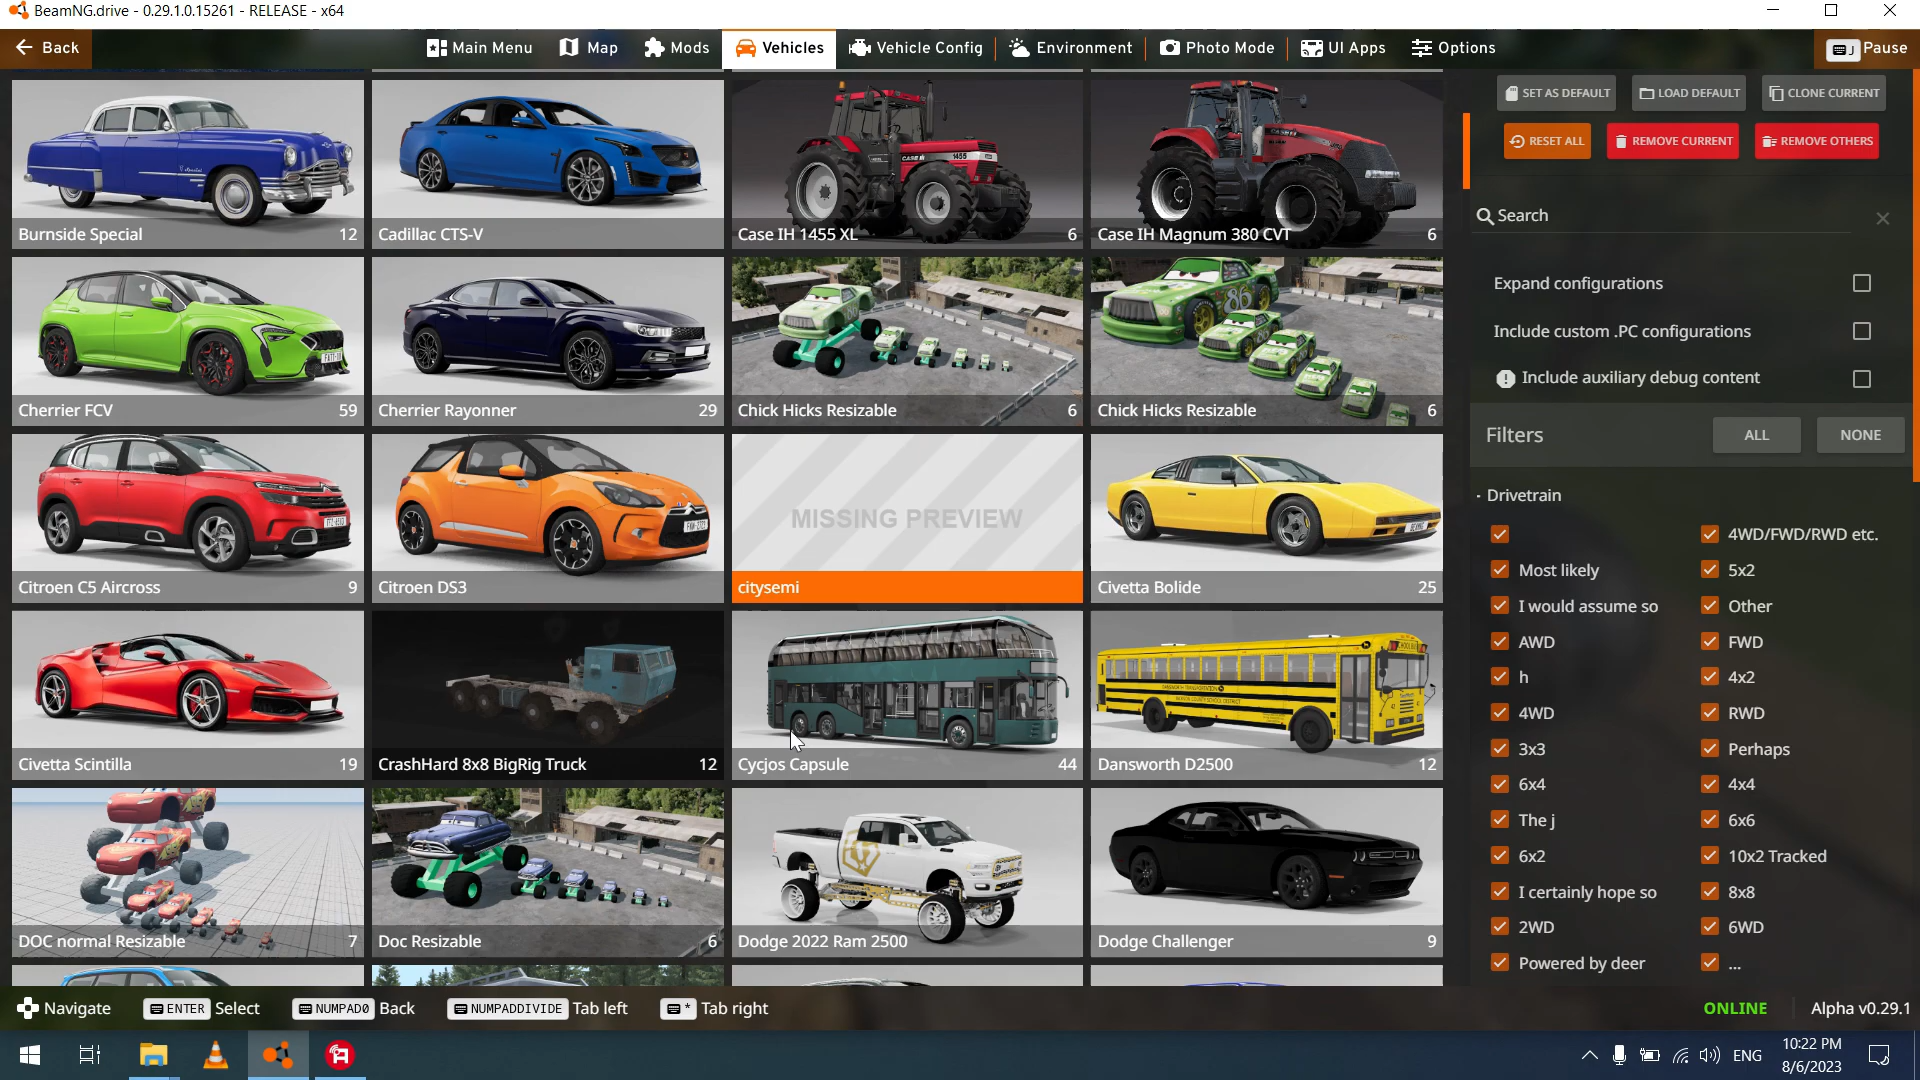 BeamNG.drive - 0.29.1.0.15261 - RELEASE - x64
Back
Main Menu
Map
Mods
Vehicles
Vehicle Config
Environment
Photo Mode
UI Apps
Options
J Pause
SET AS DEFAULT
LOAD DEFAULT
CLONE CURRENT
RESET ALL
REMOVE CURRENT
REMOVE OTHERS
Burnside Special 12
Cadillac CTS-V
Case IH 1455 XL 6
Case IH Magnum 380 CVT 6
Search
Expand configurations
Include custom .PC configurations
Include auxiliary debug content
Cherrier FCV 59
Cherrier Rayonner 29
Chick Hicks Resizable 6
Chick Hicks Resizable 6
Filters
ALL
NONE
MISSING PREVIEW
Citroen C5 Aircross 9
Citroen DS3
citysemi
Civetta Bolide 25
Drivetrain
4WD/FWD/RWD etc.
Most likely
5x2
I would assume so
Other
AWD
FWD
h
4x2
4WD
RWD
3x3
Perhaps
6x4
4x4
The j
6x6
6x2
10x2 Tracked
I certainly hope so
8x8
2WD
6WD
Powered by deer
...
Civetta Scintilla 19
CrashHard 8x8 BigRig Truck 12
Cycjos Capsule 44
Dansworth D2500 12
DOC normal Resizable 7
Doc Resizable 6
Dodge 2022 Ram 2500
Dodge Challenger 9
Navigate
ENTER Select
NUMPAD0 Back
NUMPADDIVIDE Tab left
* Tab right
ONLINE
Alpha v0.29.1
ENG
10:22 PM
8/6/2023